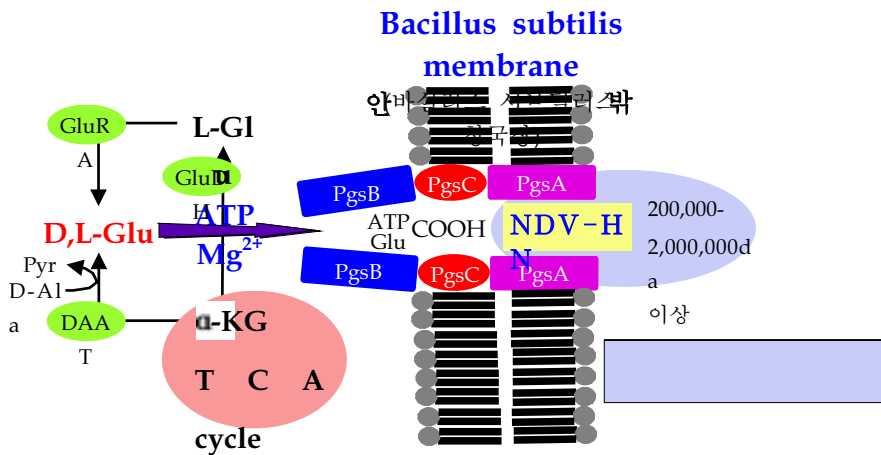 Bacillus subtilis
membrane
안
밖
GluR
A
L-Gl
u
GluD
H
D,L-Glu
ATP
Mg2+
Pyr
D-Al
a
DAA
T
α-KG
T C A
cycle
PgsB
PgsC
PgsA
ATP
Glu
COOH
NDV-H
N
PgsB
PgsC
PgsA
200,000-
2,000,000d
a
이상